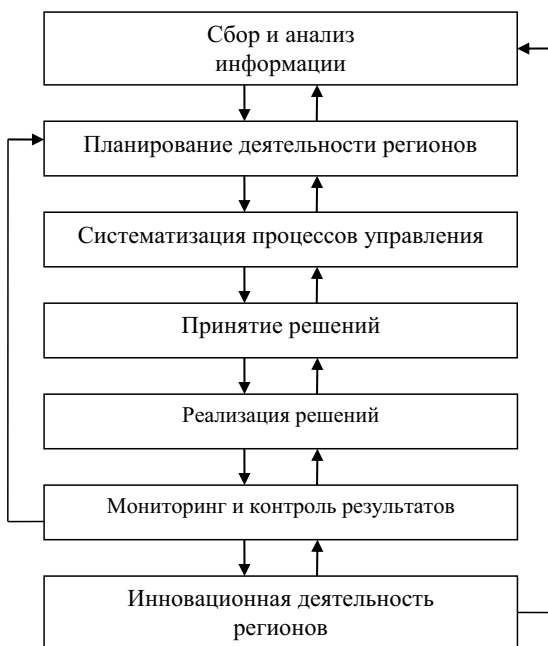 Сбор и анализ
информации
Планирование деятельности регионов
Систематизация процессов управления
Принятие решений
Реализация решений
Мониторинг и контроль результатов
Инновационная деятельность
регионов